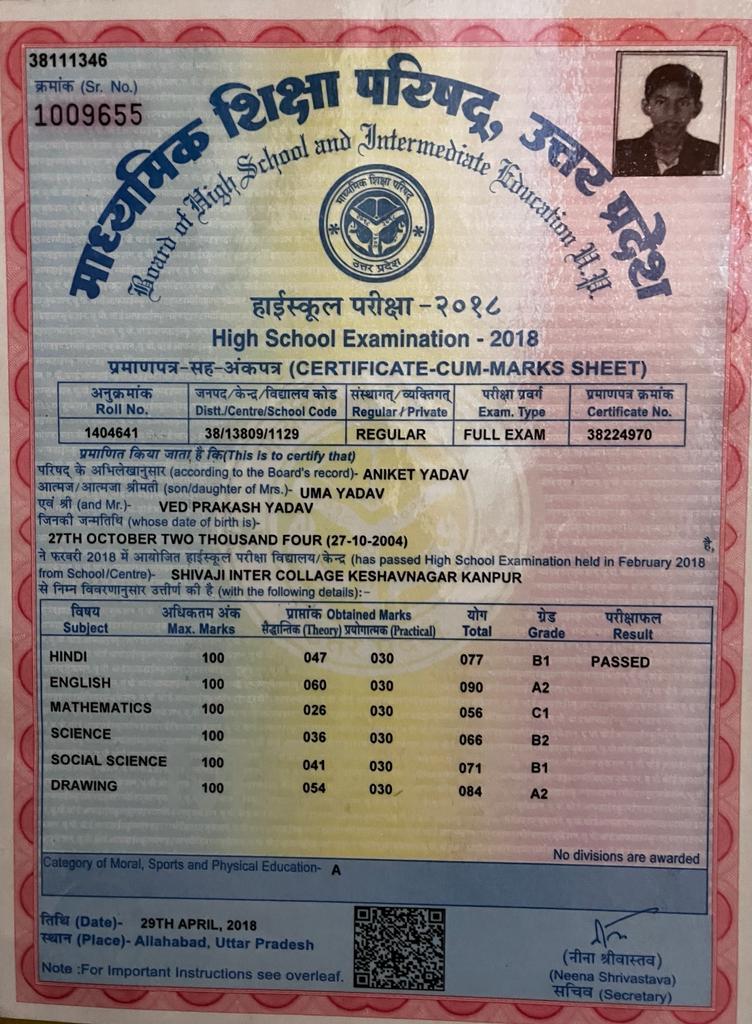 38111346
क्रमांक (Sr. No.)
1009655
माध्यमिक शिक्षा परिषद्, उत्तर प्रदेश
Board of High School and Intermediate Education U.P.
माध्यमिक शिक्षा परिषद्
उत्तर प्रदेश
हाईस्कूल परीक्षा - २०१८
High School Examination - 2018
प्रमाणपत्र-सह-अंकपत्र (CERTIFICATE-CUM-MARKS SHEET)
अनुक्रमांक जनपद/केन्द्र/विद्यालय कोड संस्थागत्/व्यक्तिगत् परीक्षा प्रवर्ग प्रमाणपत्र क्रमांक
Roll No. Distt./Centre/School Code Regular/Private Exam. Type Certificate No.
1404641 38/13809/1129 REGULAR FULL EXAM 38224970
प्रमाणित किया जाता है कि(This is to certify that)
परिषद् के अभिलेखानुसार (according to the Board's record)- ANIKET YADAV
आत्मज/आत्मजा श्रीमती (son/daughter of Mrs.)- UMA YADAV
एवं श्री (and Mr.)- VED PRAKASH YADAV
जिनकी जन्मतिथि (whose date of birth is)-
27TH OCTOBER TWO THOUSAND FOUR (27-10-2004) है,
ने फरवरी 2018 में आयोजित हाईस्कूल परीक्षा विद्यालय/केन्द्र (has passed High School Examination held in February 2018
from School/Centre)- SHIVAJI INTER COLLAGE KESHAVNAGAR KANPUR
से निम्न विवरणानुसार उत्तीर्ण की है (with the following details):-
विषय अधिकतम अंक प्राप्तांक Obtained Marks योग ग्रेड परीक्षाफल
Subject Max. Marks सैद्धान्तिक (Theory) प्रयोगात्मक (Practical) Total Grade Result
HINDI 100 047 030 077 B1 PASSED
ENGLISH 100 060 030 090 A2
MATHEMATICS 100 026 030 056 C1
SCIENCE 100 036 030 066 B2
SOCIAL SCIENCE 100 041 030 071 B1
DRAWING 100 054 030 084 A2
No divisions are awarded
Category of Moral, Sports and Physical Education- A
तिथि (Date)- 29TH APRIL, 2018
स्थान (Place)- Allahabad, Uttar Pradesh
Note :For Important Instructions see overleaf.
(नीना श्रीवास्तव)
(Neena Shrivastava)
सचिव (Secretary)